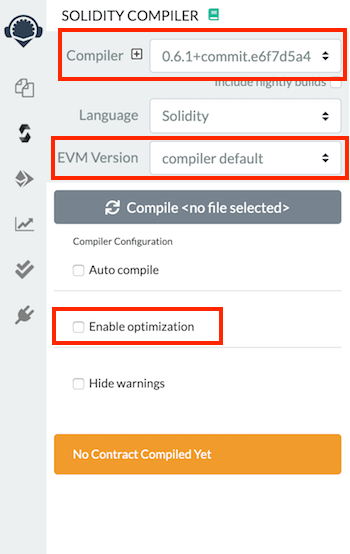 SOLIDITY COMPILER
Compiler 0.6.1+commit.e6f7d5a4
Include nightly builds
Language Solidity
EVM Version compiler default
Compile <no file selected>
Compiler Configuration
Auto compile
Enable optimization
Hide warnings
No Contract Compiled Yet